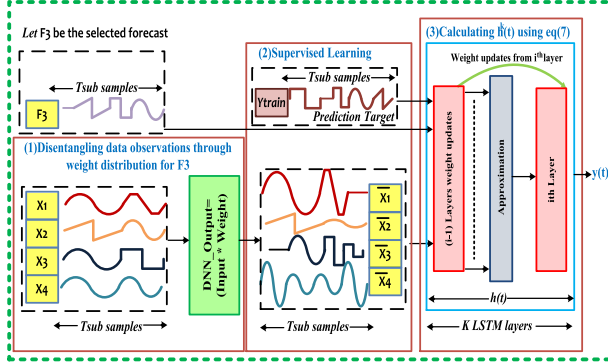 Let F3 be the selected forecast
Tsub samples
F3
(1)Disentangling data observations through
weight distribution for F3
X1
X2
X3
X4
Tsub samples
DNN_Output=
(Input * Weight)
(2)Supervised Learning
Tsub samples
Ytrain
Prediction Target
X1
X2
X3
X4
Tsub samples
(3)Calculating h(t) using eq(7)
Weight updates from ith layer
(i-1) Layers weight updates
Approximation
ith Layer
y(t)
h(t)
K LSTM layers